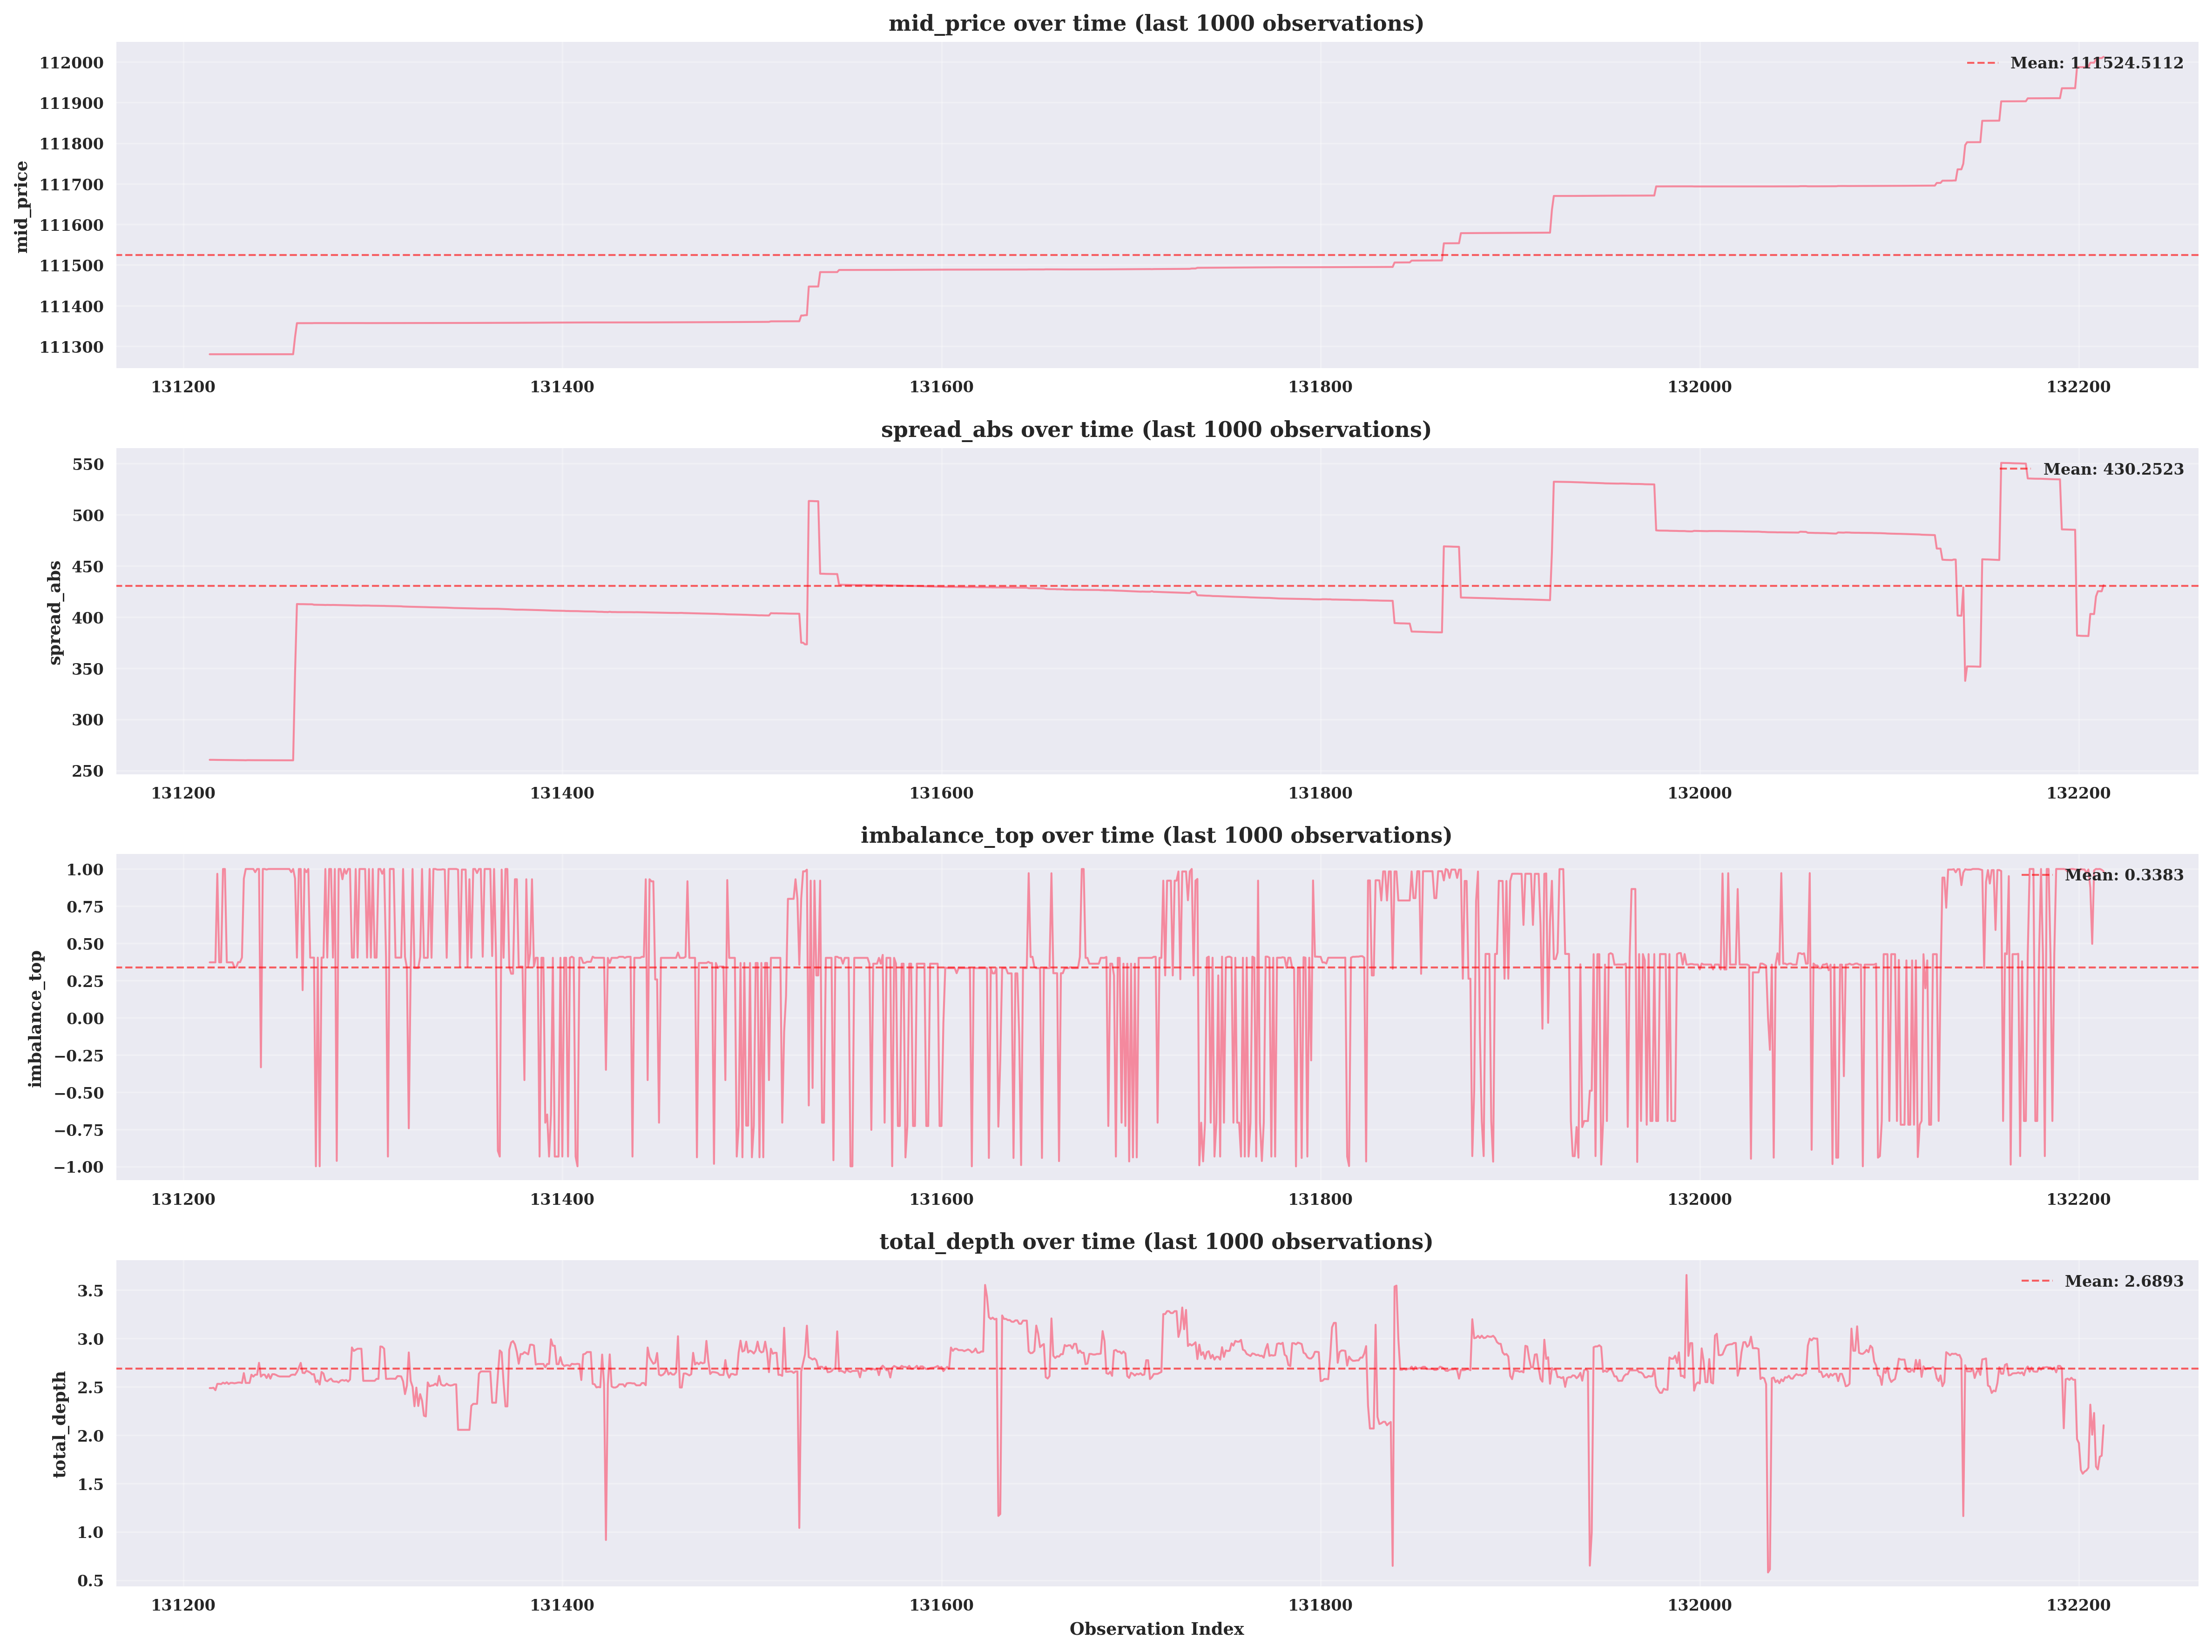 mid_price over time (last 1000 observations)
Mean: 111524.5112
mid_price
112000
111900
111800
111700
111600
111500
111400
111300
131200 131400 131600 131800 132000 132200
spread_abs over time (last 1000 observations)
Mean: 430.2523
spread_abs
550
500
450
400
350
300
250
131200 131400 131600 131800 132000 132200
imbalance_top over time (last 1000 observations)
Mean: 0.3383
imbalance_top
1.00
0.75
0.50
0.25
0.00
−0.25
−0.50
−0.75
−1.00
131200 131400 131600 131800 132000 132200
total_depth over time (last 1000 observations)
Mean: 2.6893
total_depth
3.5
3.0
2.5
2.0
1.5
1.0
0.5
131200 131400 131600 131800 132000 132200
Observation Index